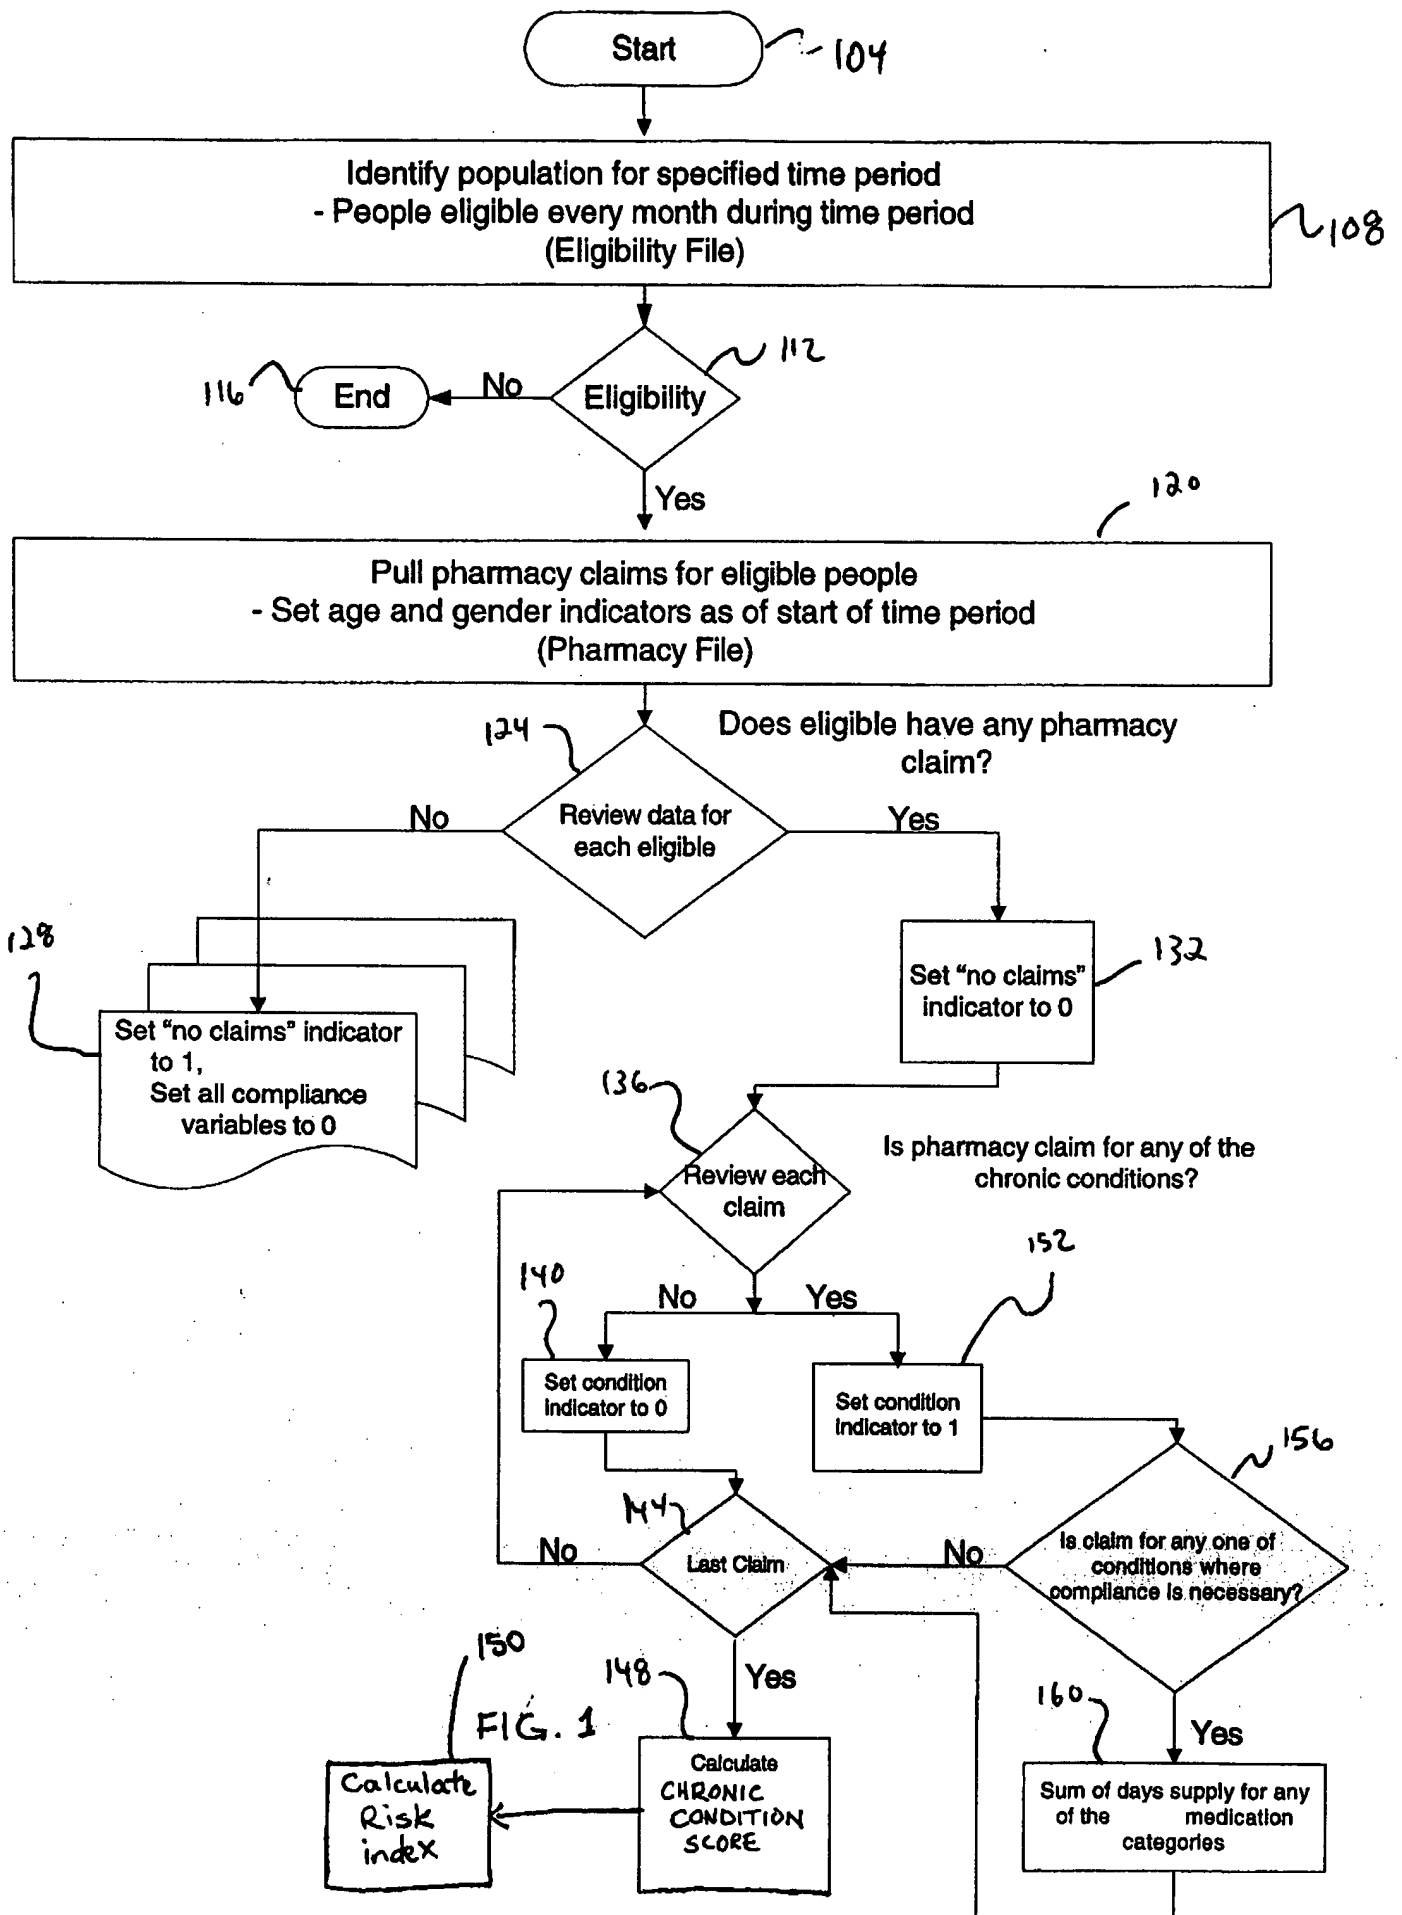 Start
104
Identify population for specified time period
- People eligible every month during time period
(Eligibility File)
108
112
116
End
No
Eligibility
Yes
120
Pull pharmacy claims for eligible people
- Set age and gender indicators as of start of time period
(Pharmacy File)
124
Does eligible have any pharmacy
claim?
No
Review data for
each eligible
Yes
128
132
Set "no claims"
indicator to 0
Set "no claims" indicator
to 1,
Set all compliance
variables to 0
136
Is pharmacy claim for any of the
chronic conditions?
Review each
claim
152
140
No
Yes
Set condition
indicator to 0
Set condition
indicator to 1
156
144
No
Last Claim
No
Is claim for any one of
conditions where
compliance is necessary?
150
148
Yes
160
Yes
FIG. 1
Calculate
Risk
index
Calculate
CHRONIC
CONDITION
SCORE
Sum of days supply for any
of the medication
categories